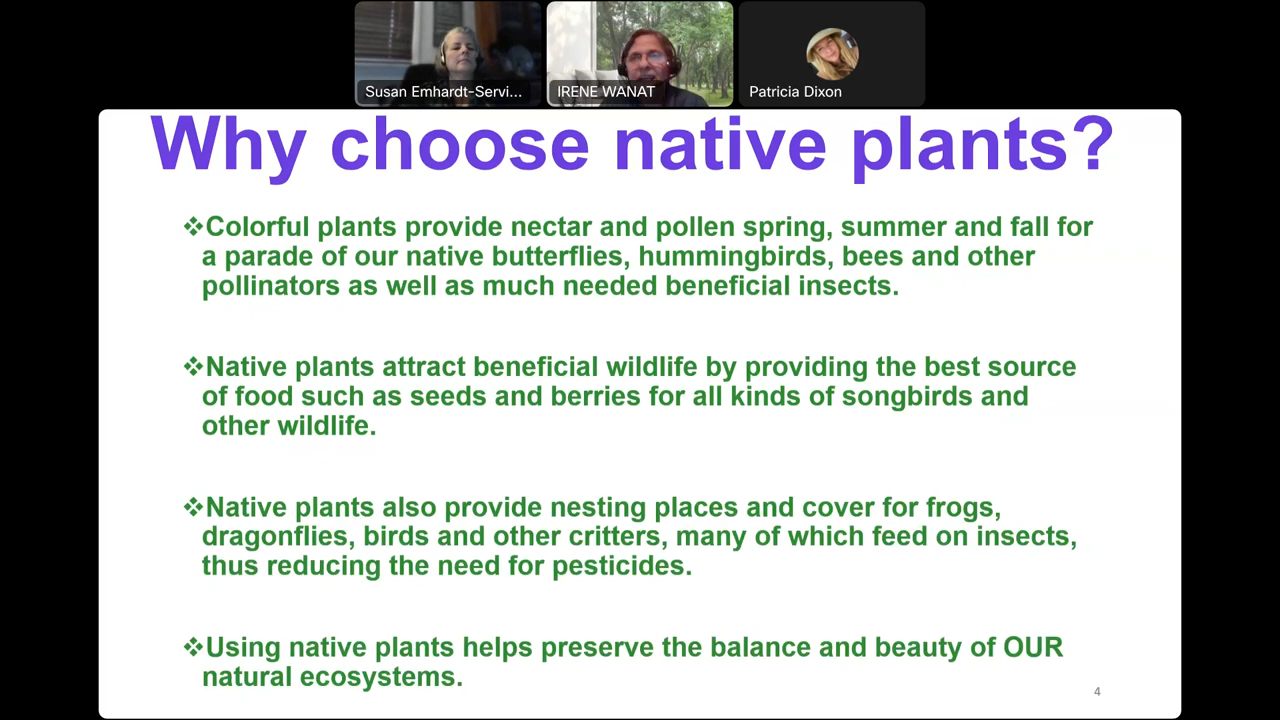 Susan Emhardt-Servi...
IRENE WANAT
Patricia Dixon
Why choose native plants?
❖Colorful plants provide nectar and pollen spring, summer and fall for
a parade of our native butterflies, hummingbirds, bees and other
pollinators as well as much needed beneficial insects.
❖Native plants attract beneficial wildlife by providing the best source
of food such as seeds and berries for all kinds of songbirds and
other wildlife.
❖Native plants also provide nesting places and cover for frogs,
dragonflies, birds and other critters, many of which feed on insects,
thus reducing the need for pesticides.
❖Using native plants helps preserve the balance and beauty of OUR
natural ecosystems.
4